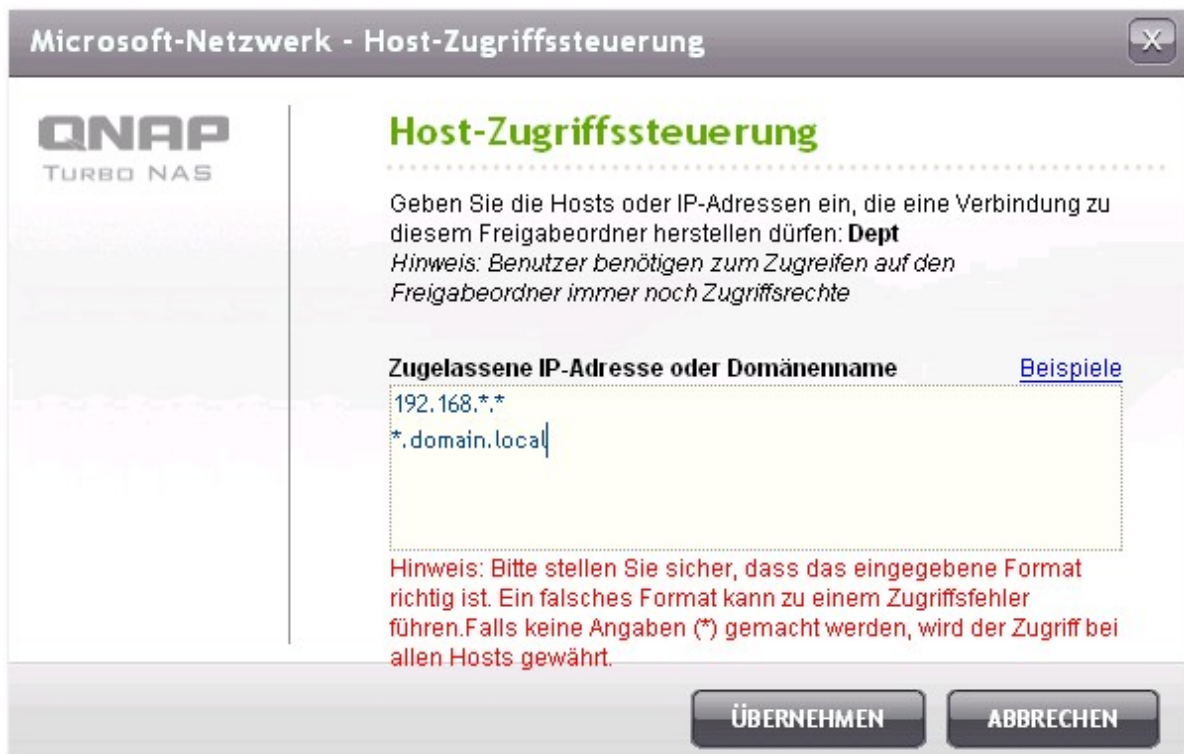 Microsoft-Netzwerk - Host-Zugriffssteuerung
X
QNAP
TURBO NAS
Host-Zugriffssteuerung
Geben Sie die Hosts oder IP-Adressen ein, die eine Verbindung zu
diesem Freigabeordner herstellen dürfen: Dept
Hinweis: Benutzer benötigen zum Zugreifen auf den
Freigabeordner immer noch Zugriffsrechte
Zugelassene IP-Adresse oder Domänenname Beispiele
192.168.*.*
*.domain.local
Hinweis: Bitte stellen Sie sicher, dass das eingegebene Format
richtig ist. Ein falsches Format kann zu einem Zugriffsfehler
führen.Falls keine Angaben (*) gemacht werden, wird der Zugriff bei
allen Hosts gewährt.
ÜBERNEHMEN ABBRECHEN